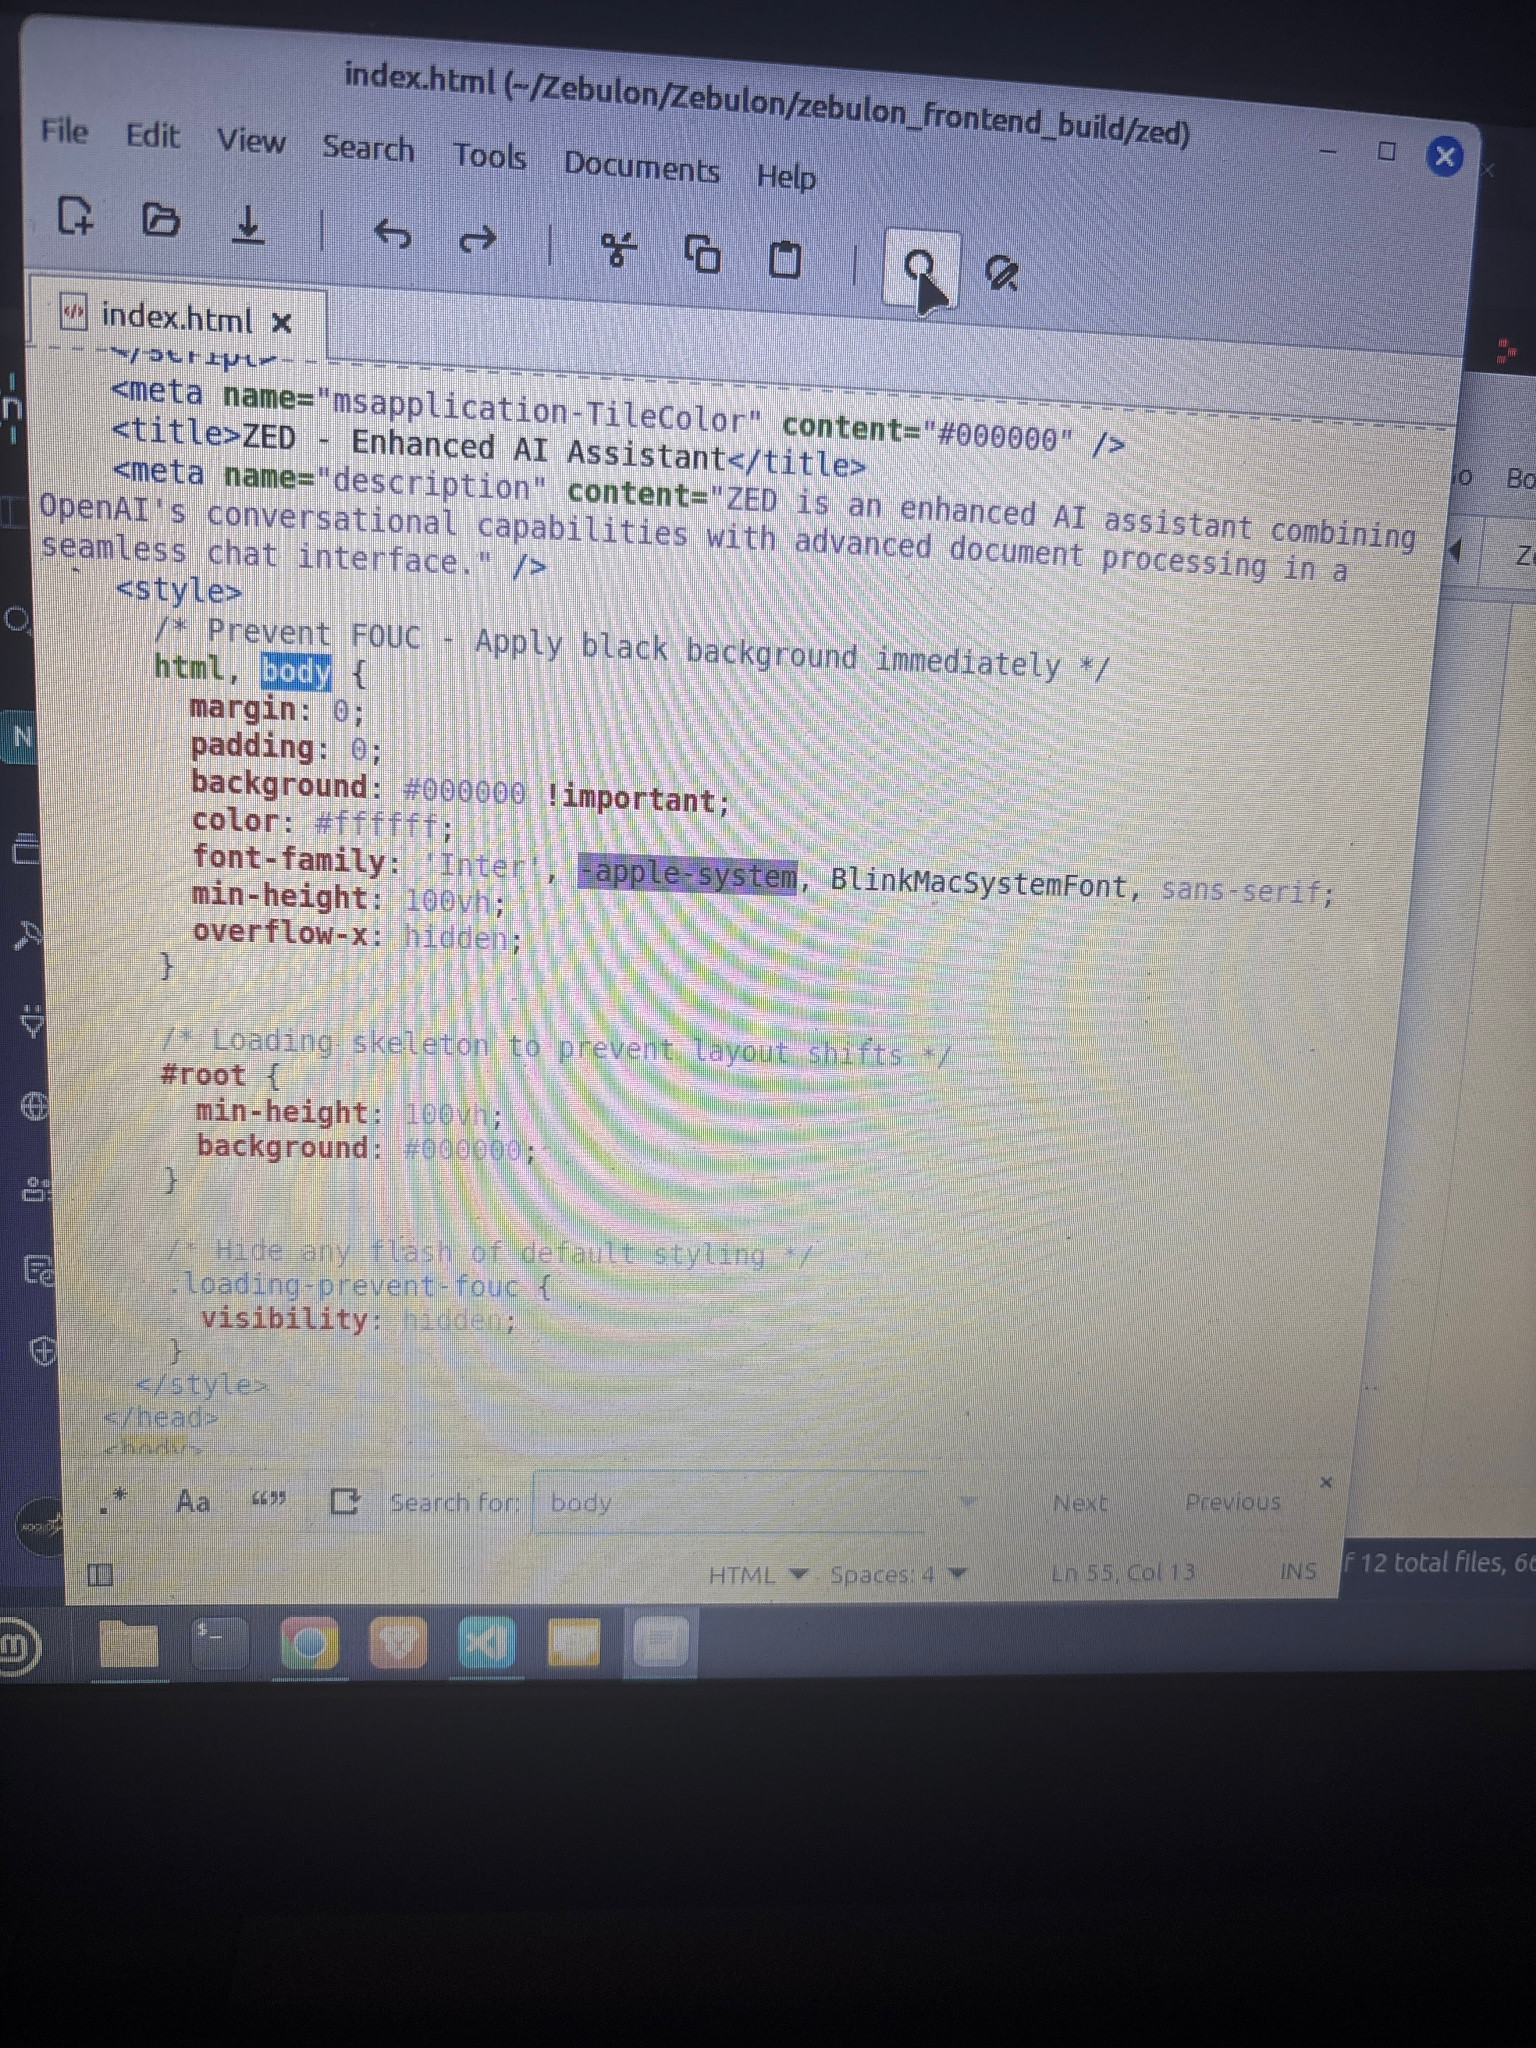 index.html (~/Zebulon/Zebulon/zebulon_frontend_build/zed)
File Edit View Search Tools Documents Help
index.html
</script>
<meta name="msapplication-TileColor" content="#000000" />
<title>ZED - Enhanced AI Assistant</title>
<meta name="description" content="ZED is an enhanced AI assistant combining
OpenAI's conversational capabilities with advanced document processing in a
seamless chat interface." />
<style>
/* Prevent FOUC - Apply black background immediately */
html, body {
margin: 0;
padding: 0;
background: #000000 !important;
color: #ffffff;
font-family: 'Inter', -apple-system, BlinkMacSystemFont, sans-serif;
min-height: 100vh;
overflow-x: hidden;
}
/* Loading skeleton to prevent layout shifts */
#root {
min-height: 100vh;
background: #000000;
}
/* Hide any flash of default styling */
.loading-prevent-fouc {
visibility: hidden;
}
</style>
</head>
<body>
.* Aa “” Search for: body Next Previous
HTML Spaces: 4 Ln 55, Col 13 INS
f 12 total files, 66